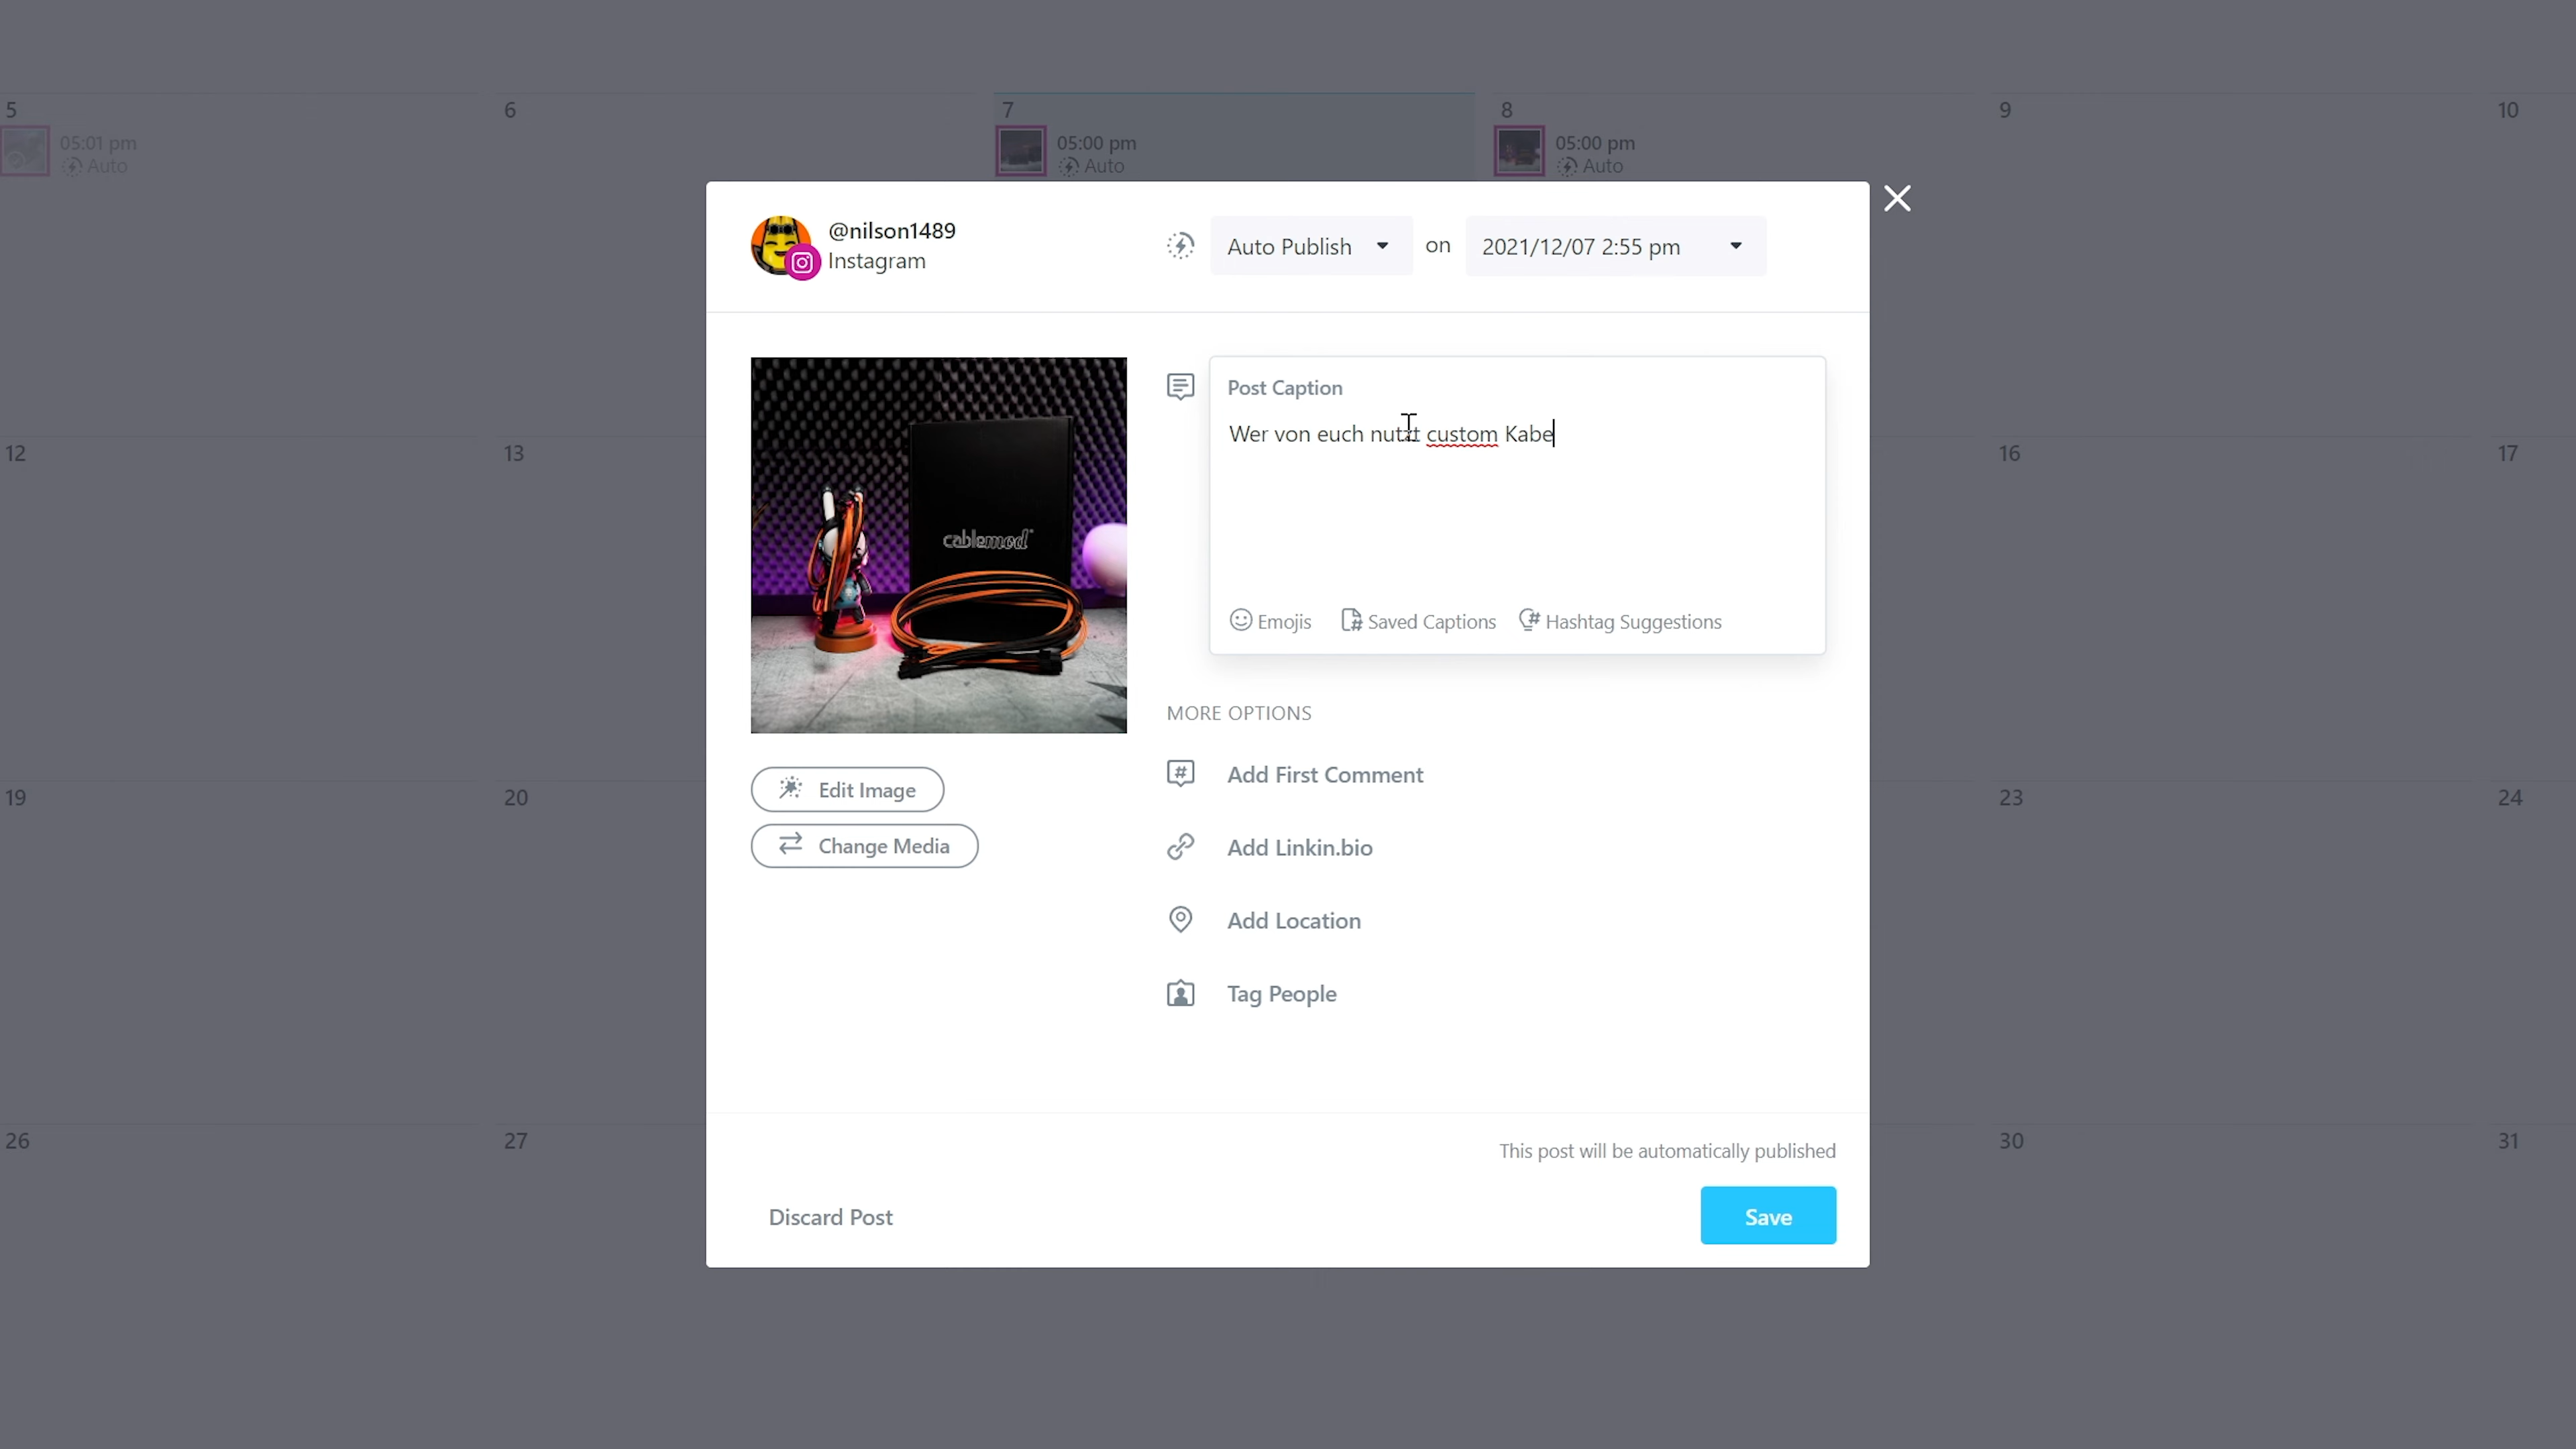 5
6
7
8
9
10
05:01 pm
Auto
05:00 pm
Auto
05:00 pm
Auto
@nilson1489
Instagram
Auto Publish
on
2021/12/07 2:55 pm
cablemod
Post Caption
Wer von euch nutzt custom Kabe
Emojis
Saved Captions
Hashtag Suggestions
MORE OPTIONS
Add First Comment
Add Linkin.bio
Add Location
Tag People
Edit Image
Change Media
12
13
16
17
19
20
23
24
26
27
30
31
This post will be automatically published
Discard Post
Save